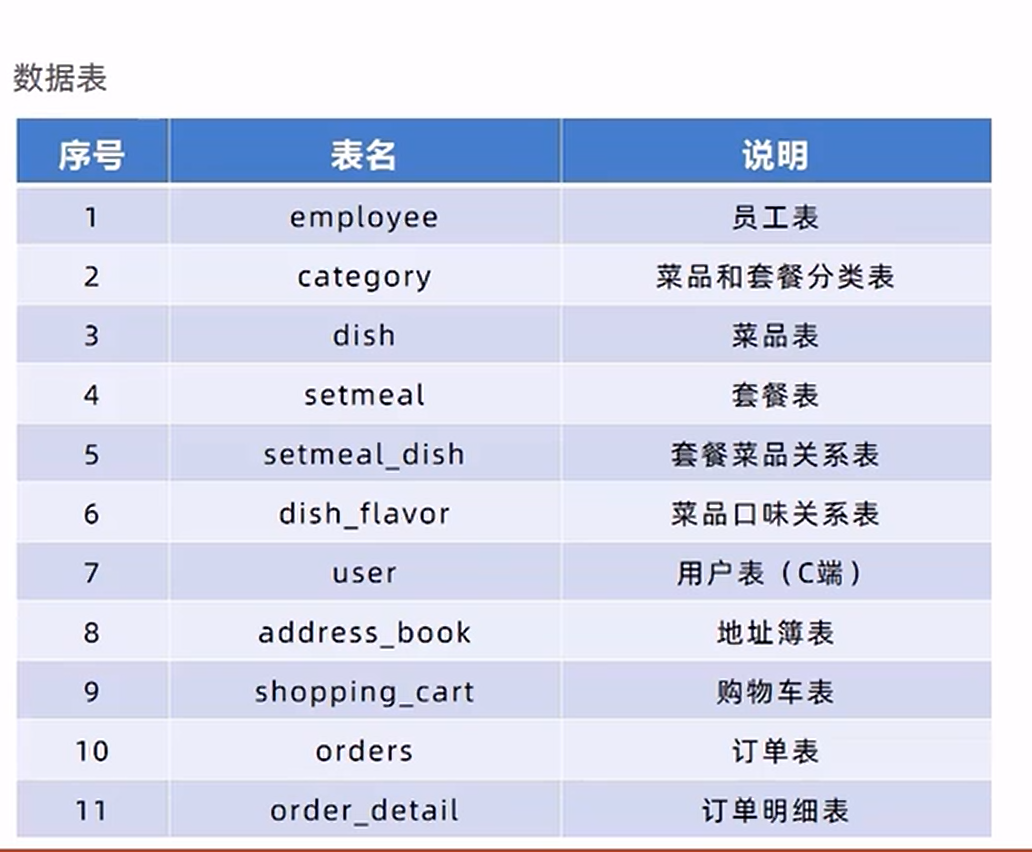 数据表
序号 表名 说明
1 employee 员工表
2 category 菜品和套餐分类表
3 dish 菜品表
4 setmeal 套餐表
5 setmeal_dish 套餐菜品关系表
6 dish_flavor 菜品口味关系表
7 user 用户表（C端）
8 address_book 地址簿表
9 shopping_cart 购物车表
10 orders 订单表
11 order_detail 订单明细表